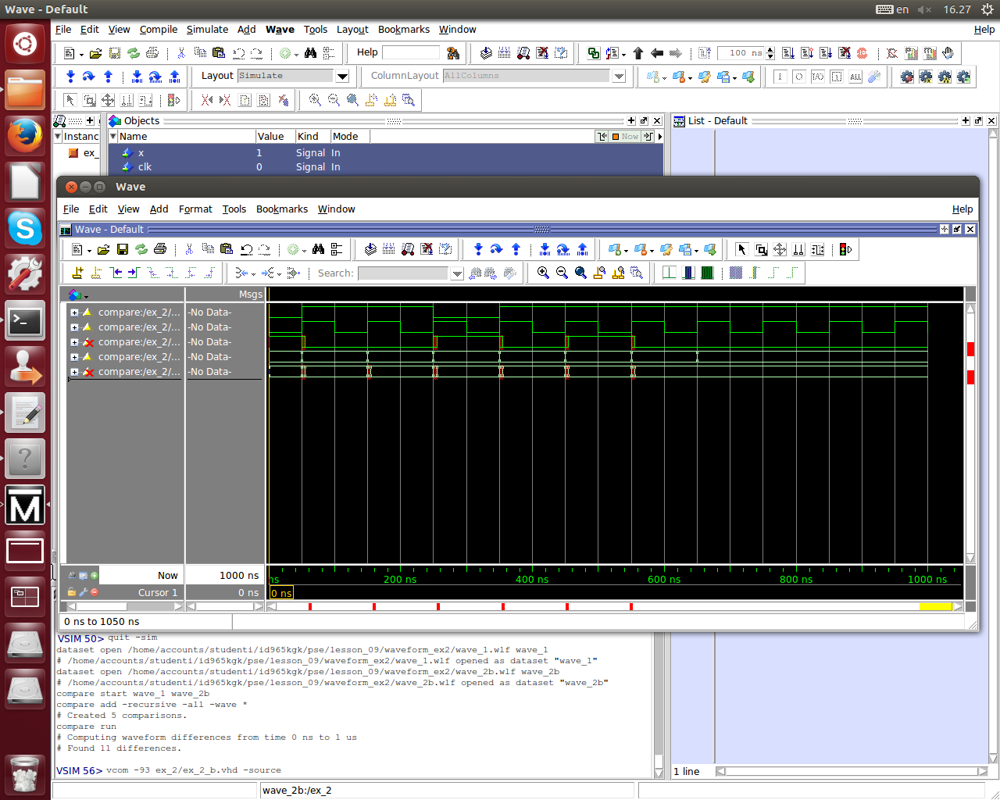 Wave - Default
en
16.27
File Edit View Compile Simulate Add Wave Tools Layout Bookmarks Window Help
Help
100 ns
Layout Simulate
ColumnLayout AllColumns
Instanc
ex_
Objects
Name Value Kind Mode
Now
x 1 Signal In
clk 0 Signal In
List - Default
Wave
File Edit View Add Format Tools Bookmarks Window Help
Wave - Default
Search:
Msgs
compare:/ex_2/... -No Data-
compare:/ex_2/... -No Data-
compare:/ex_2/... -No Data-
compare:/ex_2/... -No Data-
compare:/ex_2/... -No Data-
Now 1000 ns
ns 200 ns 400 ns 600 ns 800 ns 1000 ns
Cursor 1 0 ns
0 ns
0 ns to 1050 ns
VSIM 50> quit -sim
dataset open /home/accounts/studenti/id965kgk/pse/lesson_09/waveform_ex2/wave_1.wlf wave_1
# /home/accounts/studenti/id965kgk/pse/lesson_09/waveform_ex2/wave_1.wlf opened as dataset "wave_1"
dataset open /home/accounts/studenti/id965kgk/pse/lesson_09/waveform_ex2/wave_2b.wlf wave_2b
# /home/accounts/studenti/id965kgk/pse/lesson_09/waveform_ex2/wave_2b.wlf opened as dataset "wave_2b"
compare start wave_1 wave_2b
compare add -recursive -all -wave *
# Created 5 comparisons.
compare run
# Computing waveform differences from time 0 ns to 1 us
# Found 11 differences.
VSIM 56> vcom -93 ex_2/ex_2_b.vhd -source
1 line
wave_2b:/ex_2